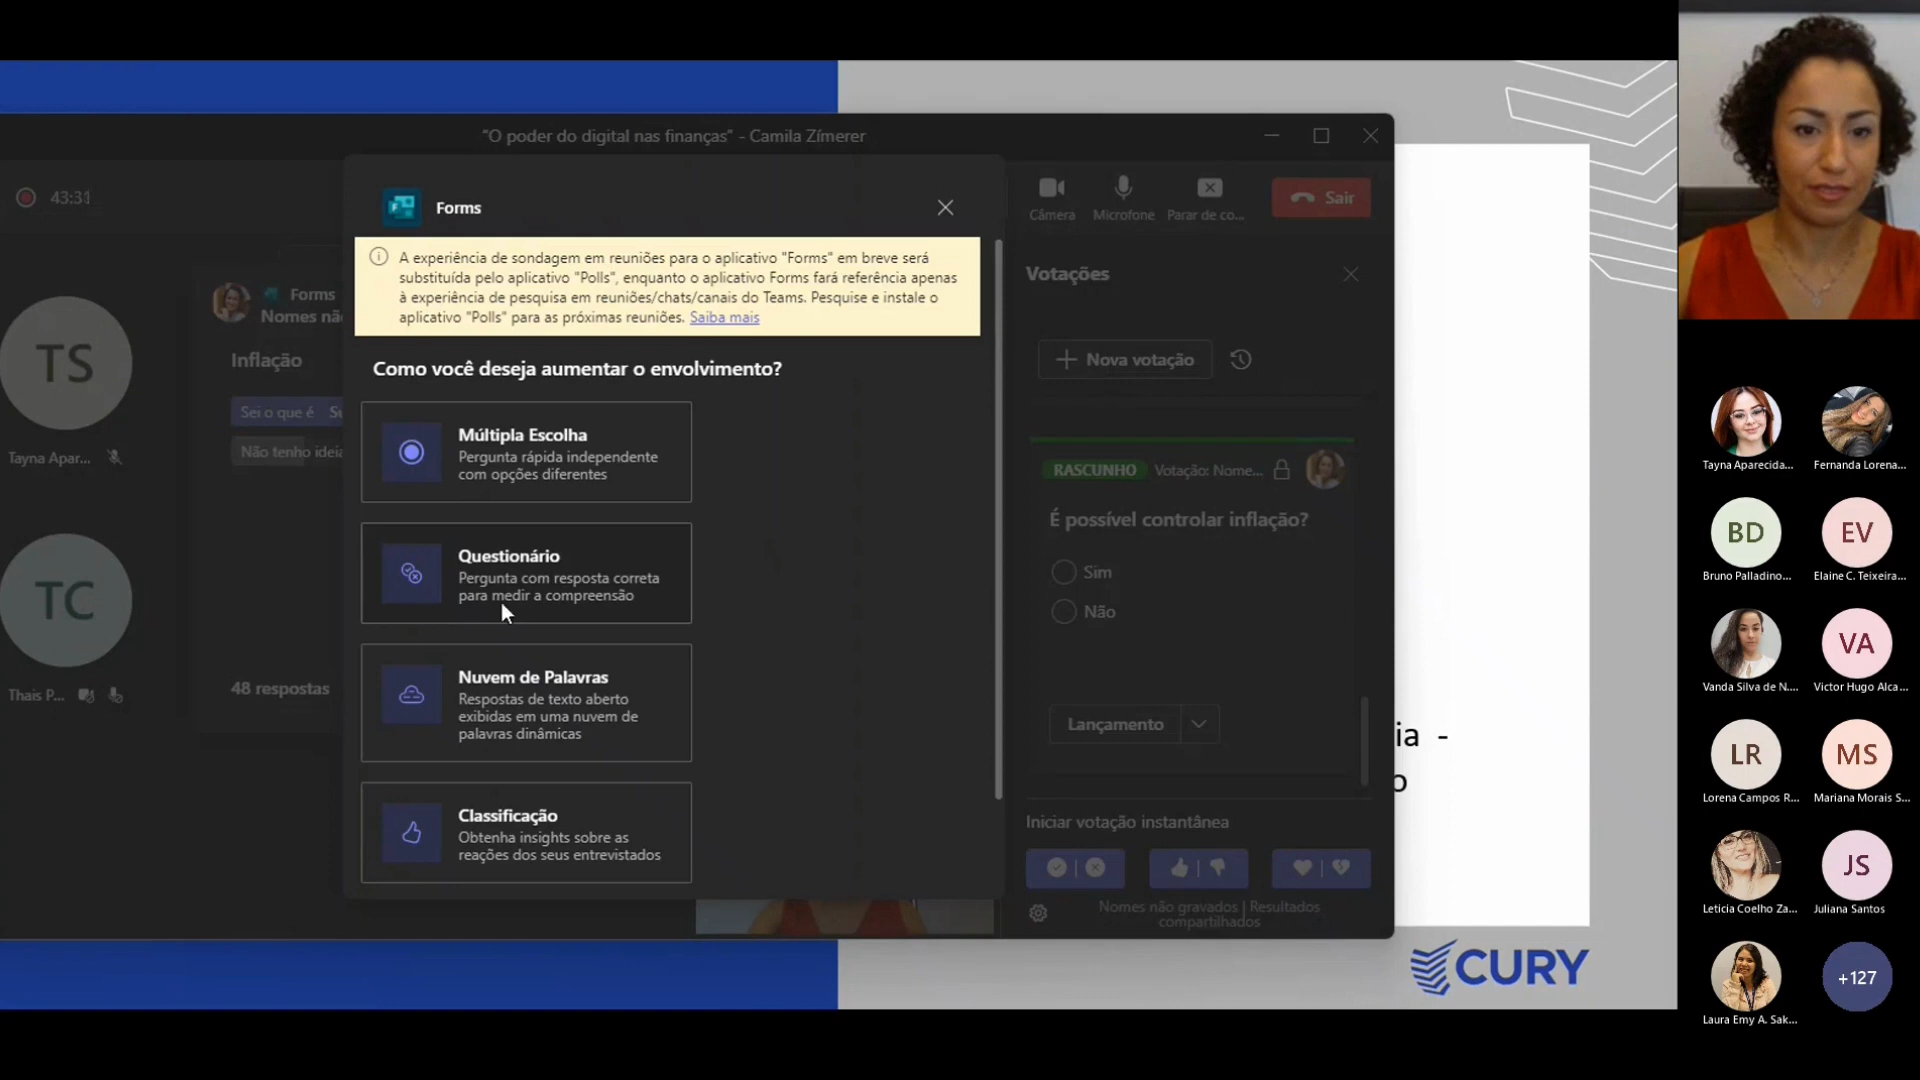 "O poder do digital nas finanças" - Camila Zímerer
43:31
Forms
Câmera
Microfone
Parar de co...
Sair
A experiência de sondagem em reuniões para o aplicativo "Forms" em breve será
substituída pelo aplicativo "Polls", enquanto o aplicativo Forms fará referência apenas
à experiência de pesquisa em reuniões/chats/canais do Teams. Pesquise e instale o
aplicativo "Polls" para as próximas reuniões. Saiba mais
Votações
Forms
Nomes nã
TS
Tayna Apar...
Inflação
Sei o que é
Não tenho ideia
48 respostas
TC
Thais P...
Como você deseja aumentar o envolvimento?
Múltipla Escolha
Pergunta rápida independente
com opções diferentes
Questionário
Pergunta com resposta correta
para medir a compreensão
Nuvem de Palavras
Respostas de texto aberto
exibidas em uma nuvem de
palavras dinâmicas
Classificação
Obtenha insights sobre as
reações dos seus entrevistados
Nova votação
RASCUNHO
Votação: Nome...
É possível controlar inflação?
Sim
Não
Lançamento
Iniciar votação instantânea
Nomes não gravados | Resultados
compartilhados
ia -
o
CURY
Tayna Aparecida...
Fernanda Lorena...
BD
EV
Bruno Palladino...
Elaine C. Teixeira...
VA
Vanda Silva de N....
Victor Hugo Alca...
LR
MS
Lorena Campos R...
Mariana Morais S...
JS
Leticia Coelho Za...
Juliana Santos
+127
Laura Emy A. Sak...